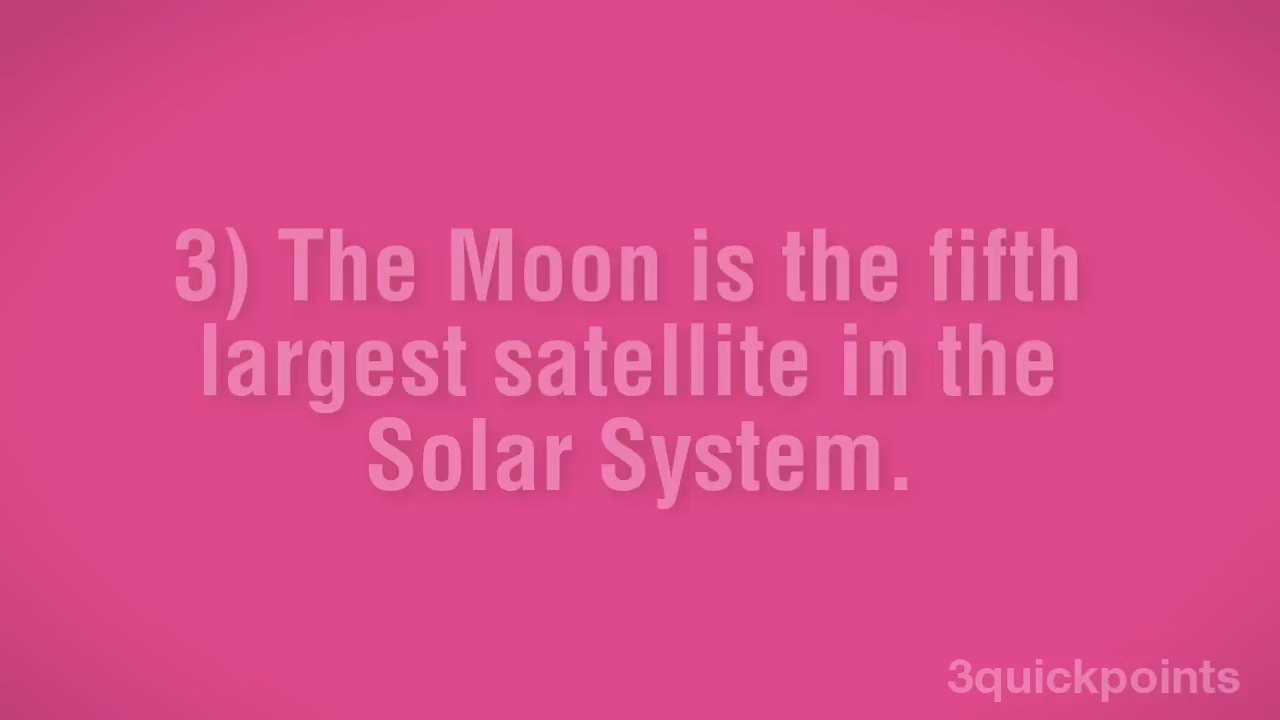 3) The Moon is the fifth
largest satellite in the
Solar System.
3quickpoints